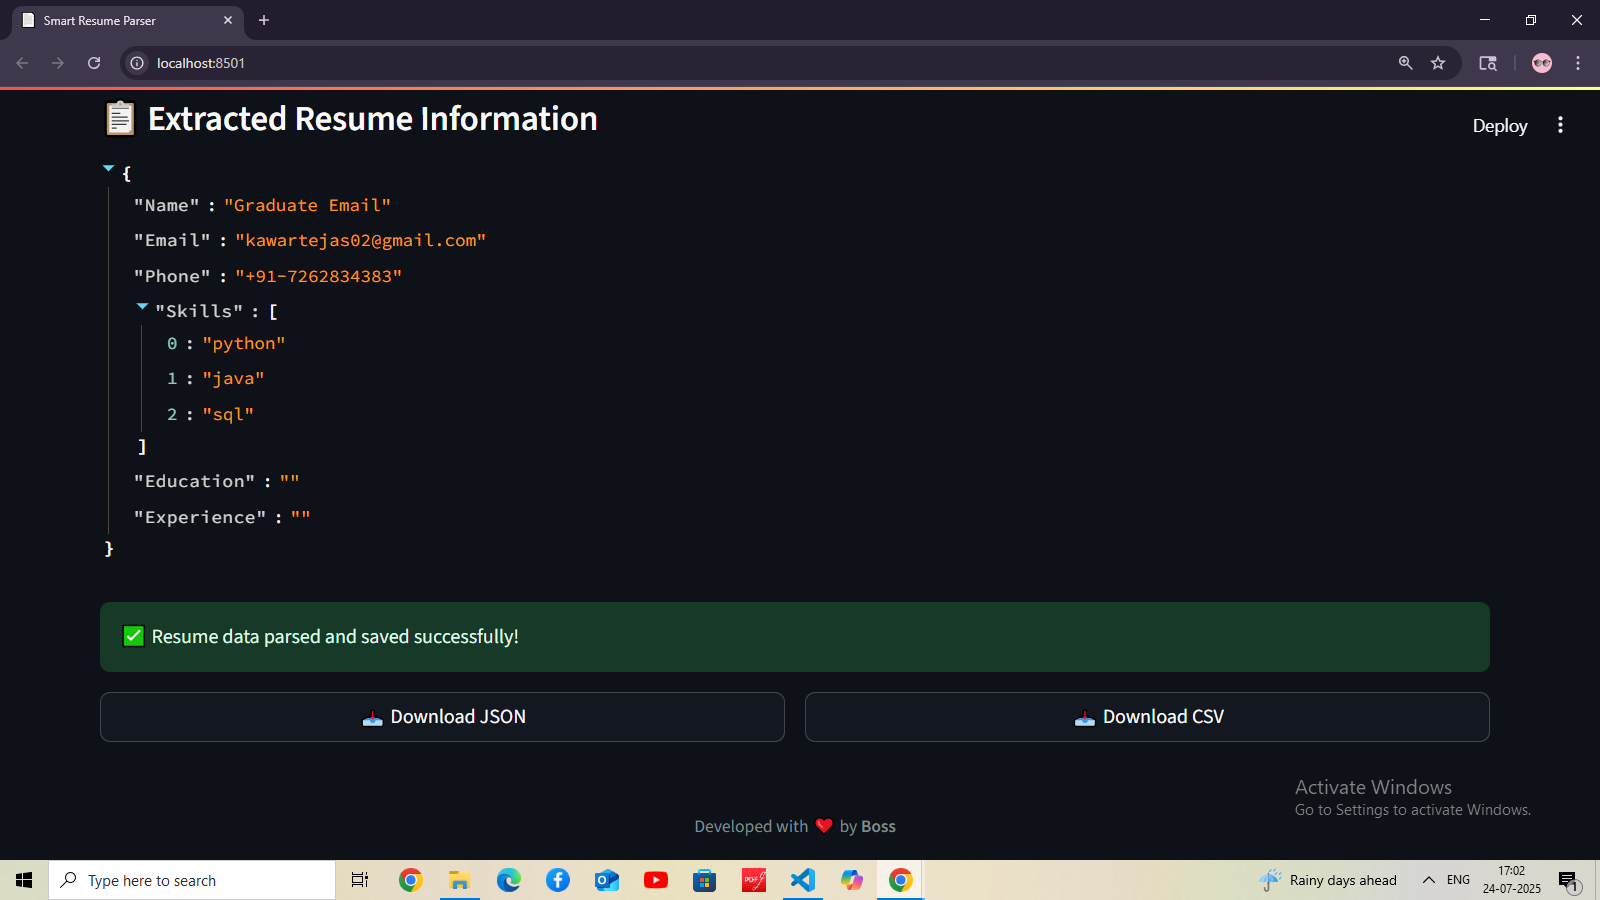 Smart Resume Parser
localhost:8501
📋 Extracted Resume Information
Deploy
{
"Name" : "Graduate Email"
"Email" : "kawartejas02@gmail.com"
"Phone" : "+91-7262834383"
"Skills" : [
0 : "python"
1 : "java"
2 : "sql"
]
"Education" : ""
"Experience" : ""
}
✅ Resume data parsed and saved successfully!
📥 Download JSON
📥 Download CSV
Activate Windows
Go to Settings to activate Windows.
Developed with ❤️ by Boss
Type here to search
PDF
Rainy days ahead
ENG
17:02
24-07-2025
1